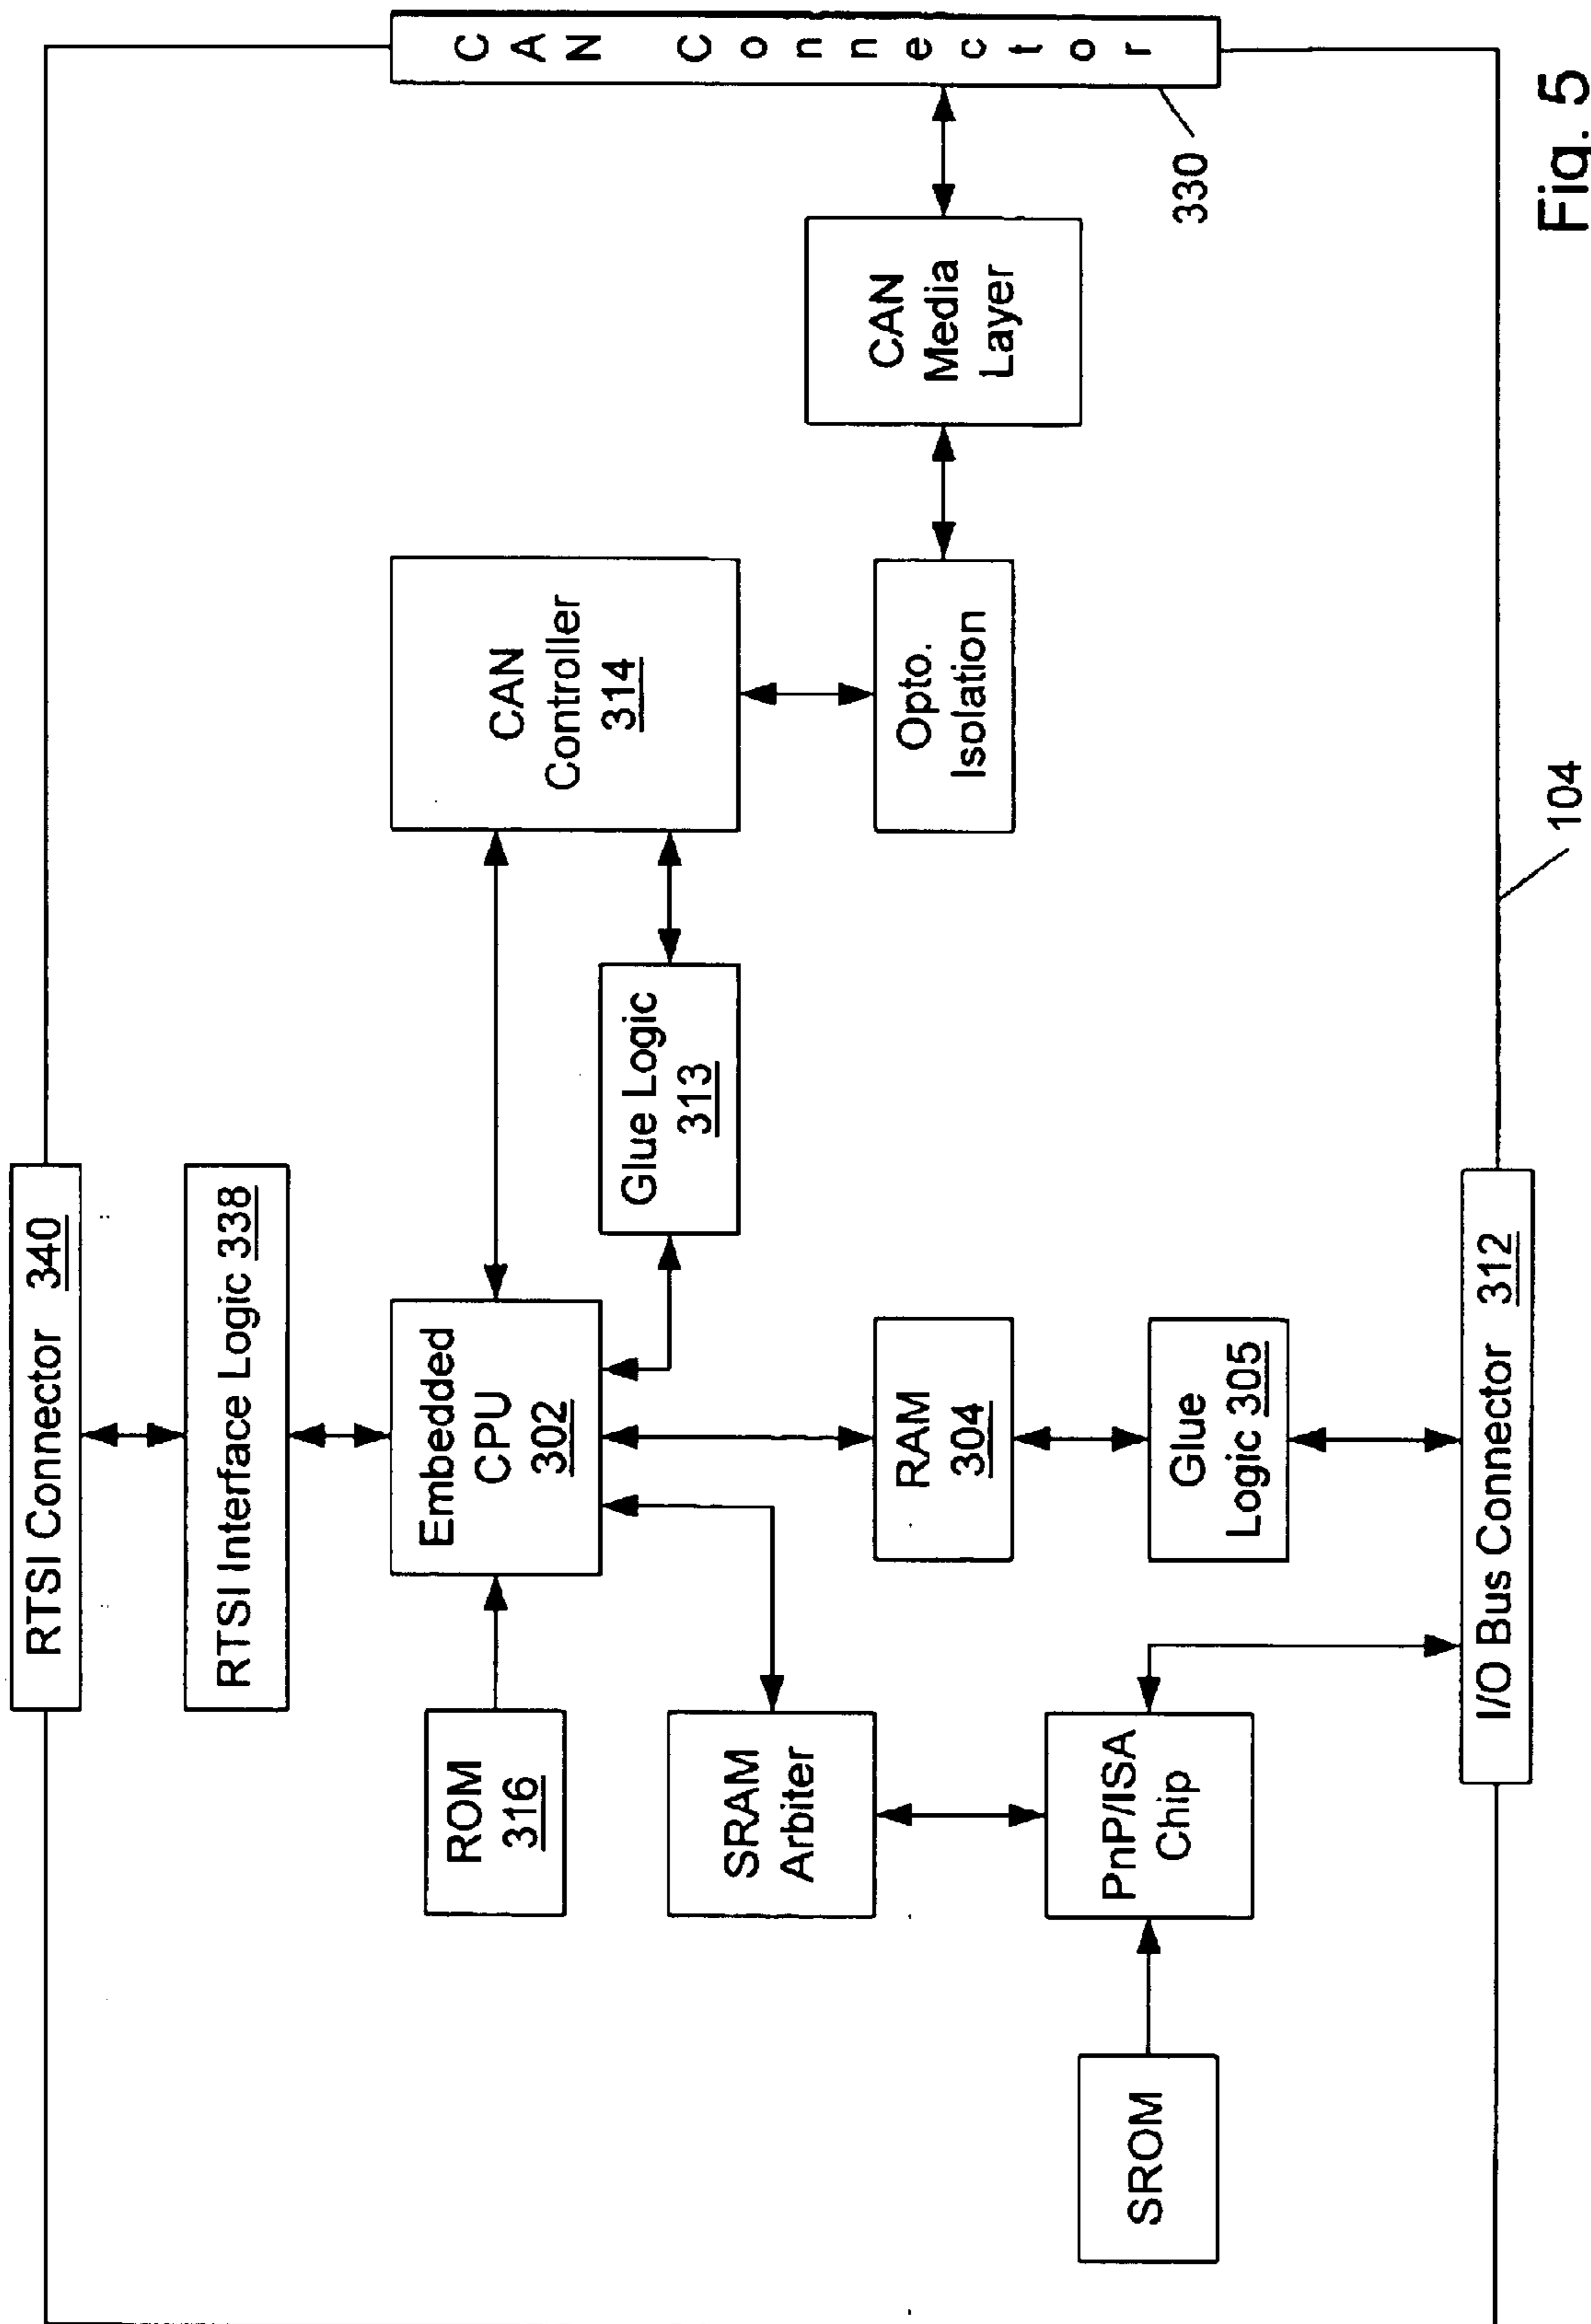 RTSI Connector 340
RTSI Interface Logic 338
ROM
316
Embedded
CPU
302
CAN
Controller
314
CAN Connector
Glue Logic
313
SRAM
Arbiter
RAM
304
Opto.
Isolation
CAN
Media
Layer
330
SROM
PnP/ISA
Chip
Glue
Logic 305
I/O Bus Connector 312
104
Fig. 5